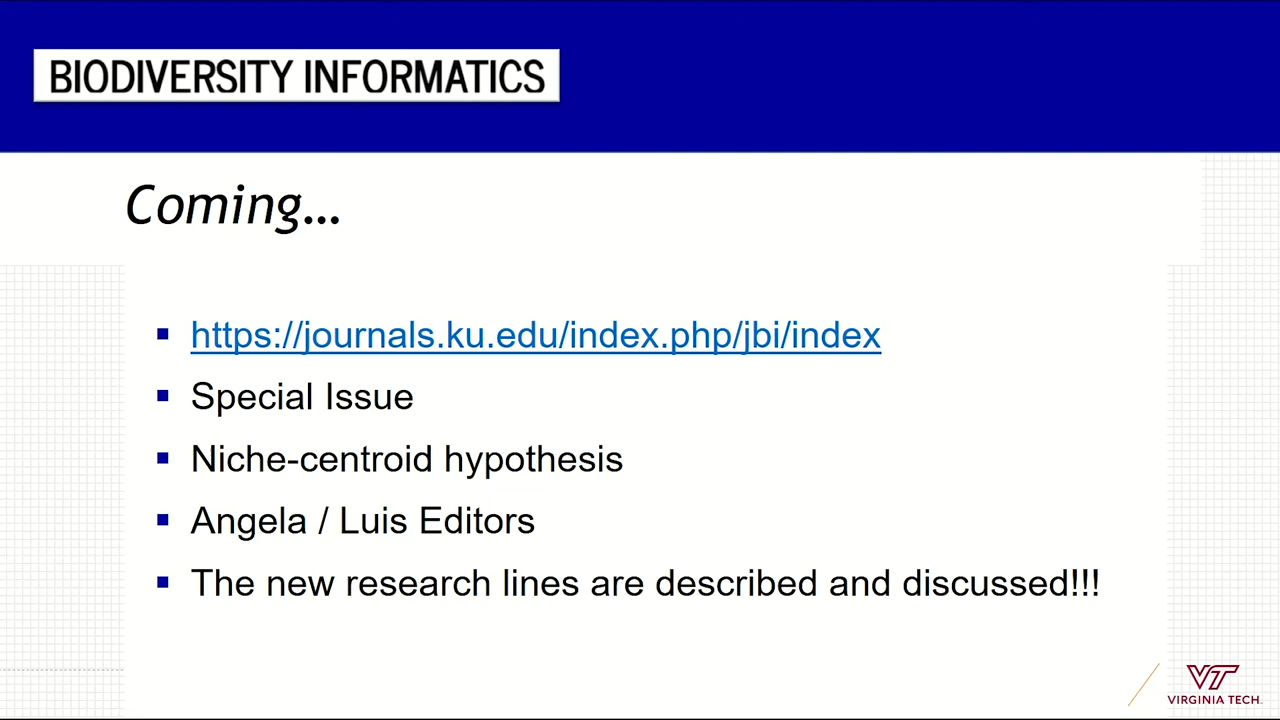 BIODIVERSITY INFORMATICS
Coming...
https://journals.ku.edu/index.php/jbi/index
Special Issue
Niche-centroid hypothesis
Angela / Luis Editors
The new research lines are described and discussed!!!
VT
VIRGINIA TECH.